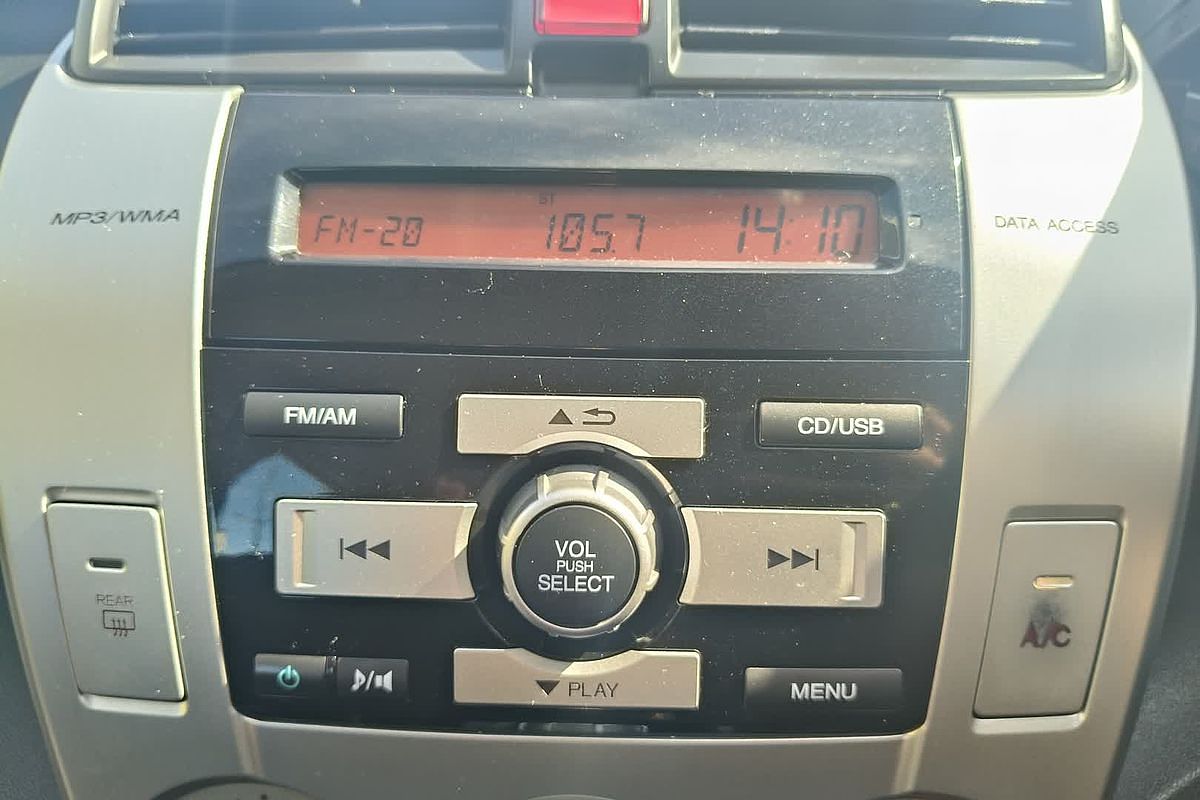 MP3/WMA
DATA ACCESS
ST
FM-20 105.7 14:10
FM/AM
CD/USB
VOL
PUSH
SELECT
REAR
A/C
PLAY
MENU